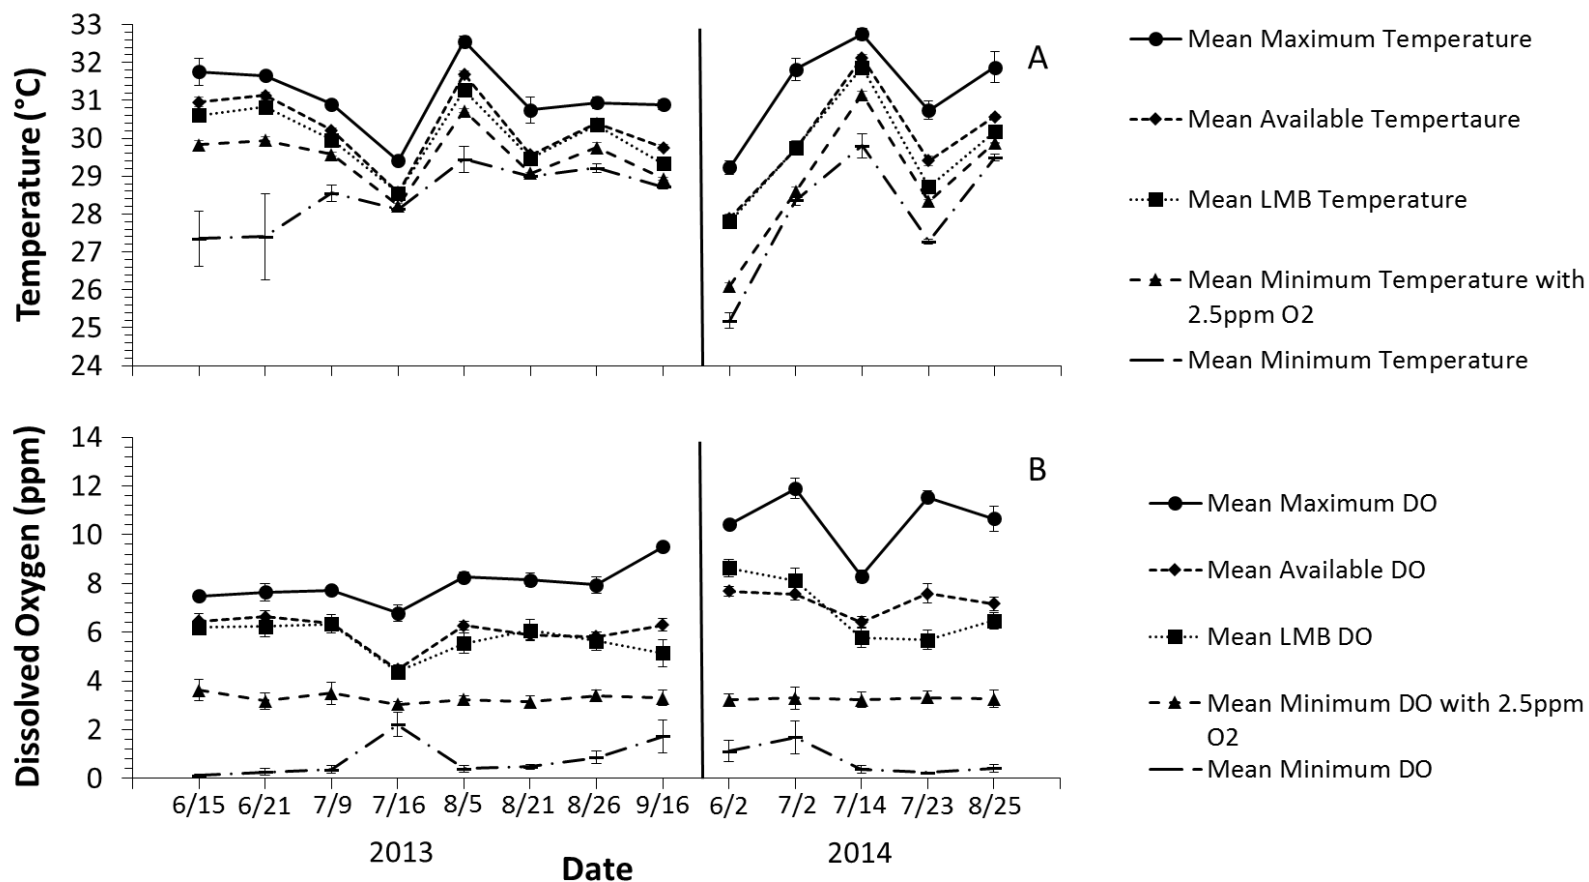 Temperature (°C)
33
32
31
30
29
28
27
26
25
24
A
Mean Maximum Temperature
Mean Available Tempertaure
Mean LMB Temperature
Mean Minimum Temperature with
2.5ppm O2
Mean Minimum Temperature
Dissolved Oxygen (ppm)
14
12
10
8
6
4
2
0
B
Mean Maximum DO
Mean Available DO
Mean LMB DO
Mean Minimum DO with 2.5ppm
O2
Mean Minimum DO
6/15 6/21 7/9 7/16 8/5 8/21 8/26 9/16 6/2 7/2 7/14 7/23 8/25
2013 2014
Date